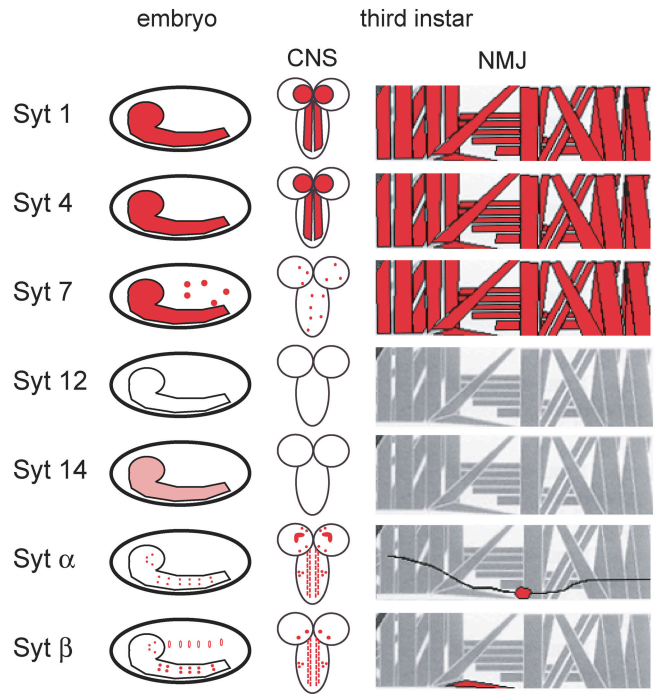 embryo third instar
CNS NMJ
Syt 1
Syt 4
Syt 7
Syt 12
Syt 14
Syt α
Syt β